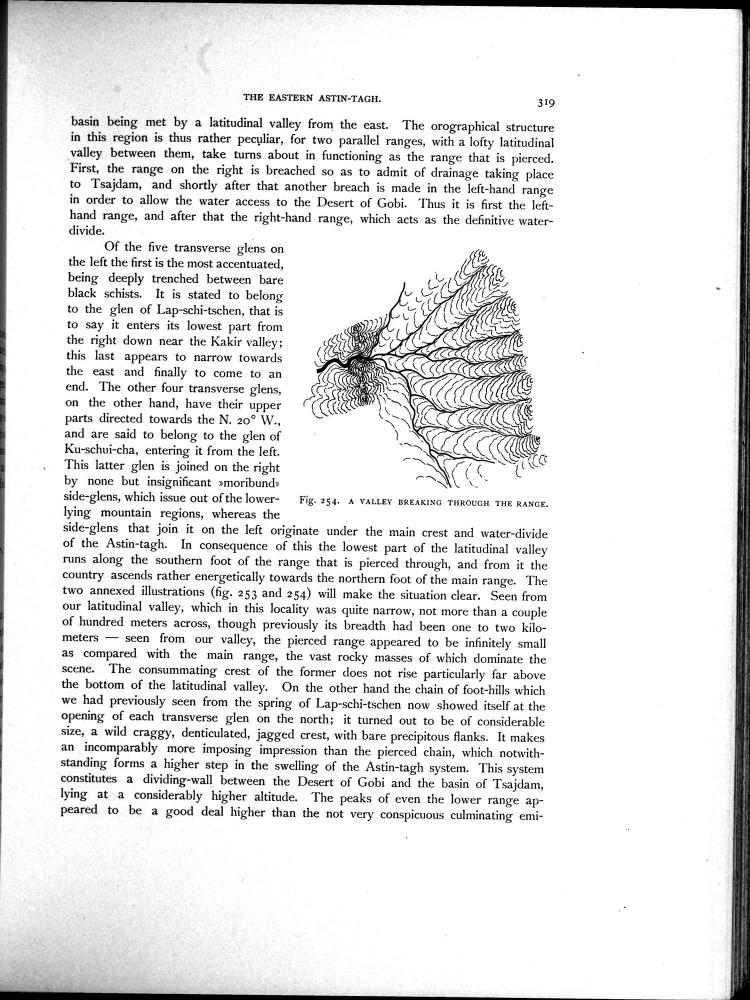 THE EASTERN ASTIN-TAGH.
319
basin being met by a latitudinal valley from the east. The orographical structure
in this region is thus rather peculiar, for two parallel ranges, with a lofty latitudinal
valley between them, take turns about in functioning as the range that is pierced.
First, the range on the right is breached so as to admit of drainage taking place
to Tsajdam, and shortly after that another breach is made in the left-hand range
in order to allow the water access to the Desert of Gobi. Thus it is first the left-
hand range, and after that the right-hand range, which acts as the definitive water-
divide.
Of the five transverse glens on
the left the first is the most accentuated,
being deeply trenched between bare
black schists. It is stated to belong
to the glen of Lap-schi-tschen, that is
to say it enters its lowest part from
the right down near the Kakir valley;
this last appears to narrow towards
the east and finally to come to an
end. The other four transverse glens,
on the other hand, have their upper
parts directed towards the N. 20° W.,
and are said to belong to the glen of
Ku-schui-cha, entering it from the left.
This latter glen is joined on the right
by none but insignificant »moribund»
side-glens, which issue out of the lower-
lying mountain regions, whereas the
Fig. 254. A VALLEY BREAKING THROUGH THE RANGE.
side-glens that join it on the left originate under the main crest and water-divide
of the Astin-tagh. In consequence of this the lowest part of the latitudinal valley
runs along the southern foot of the range that is pierced through, and from it the
country ascends rather energetically towards the northern foot of the main range. The
two annexed illustrations (fig. 253 and 254) will make the situation clear. Seen from
our latitudinal valley, which in this locality was quite narrow, not more than a couple
of hundred meters across, though previously its breadth had been one to two kilo-
meters — seen from our valley, the pierced range appeared to be infinitely small
as compared with the main range, the vast rocky masses of which dominate the
scene. The consummating crest of the former does not rise particularly far above
the bottom of the latitudinal valley. On the other hand the chain of foot-hills which
we had previously seen from the spring of Lap-schi-tschen now showed itself at the
opening of each transverse glen on the north; it turned out to be of considerable
size, a wild craggy, denticulated, jagged crest, with bare precipitous flanks. It makes
an incomparably more imposing impression than the pierced chain, which notwith-
standing forms a higher step in the swelling of the Astin-tagh system. This system
constitutes a dividing-wall between the Desert of Gobi and the basin of Tsajdam,
lying at a considerably higher altitude. The peaks of even the lower range ap-
peared to be a good deal higher than the not very conspicuous culminating emi-